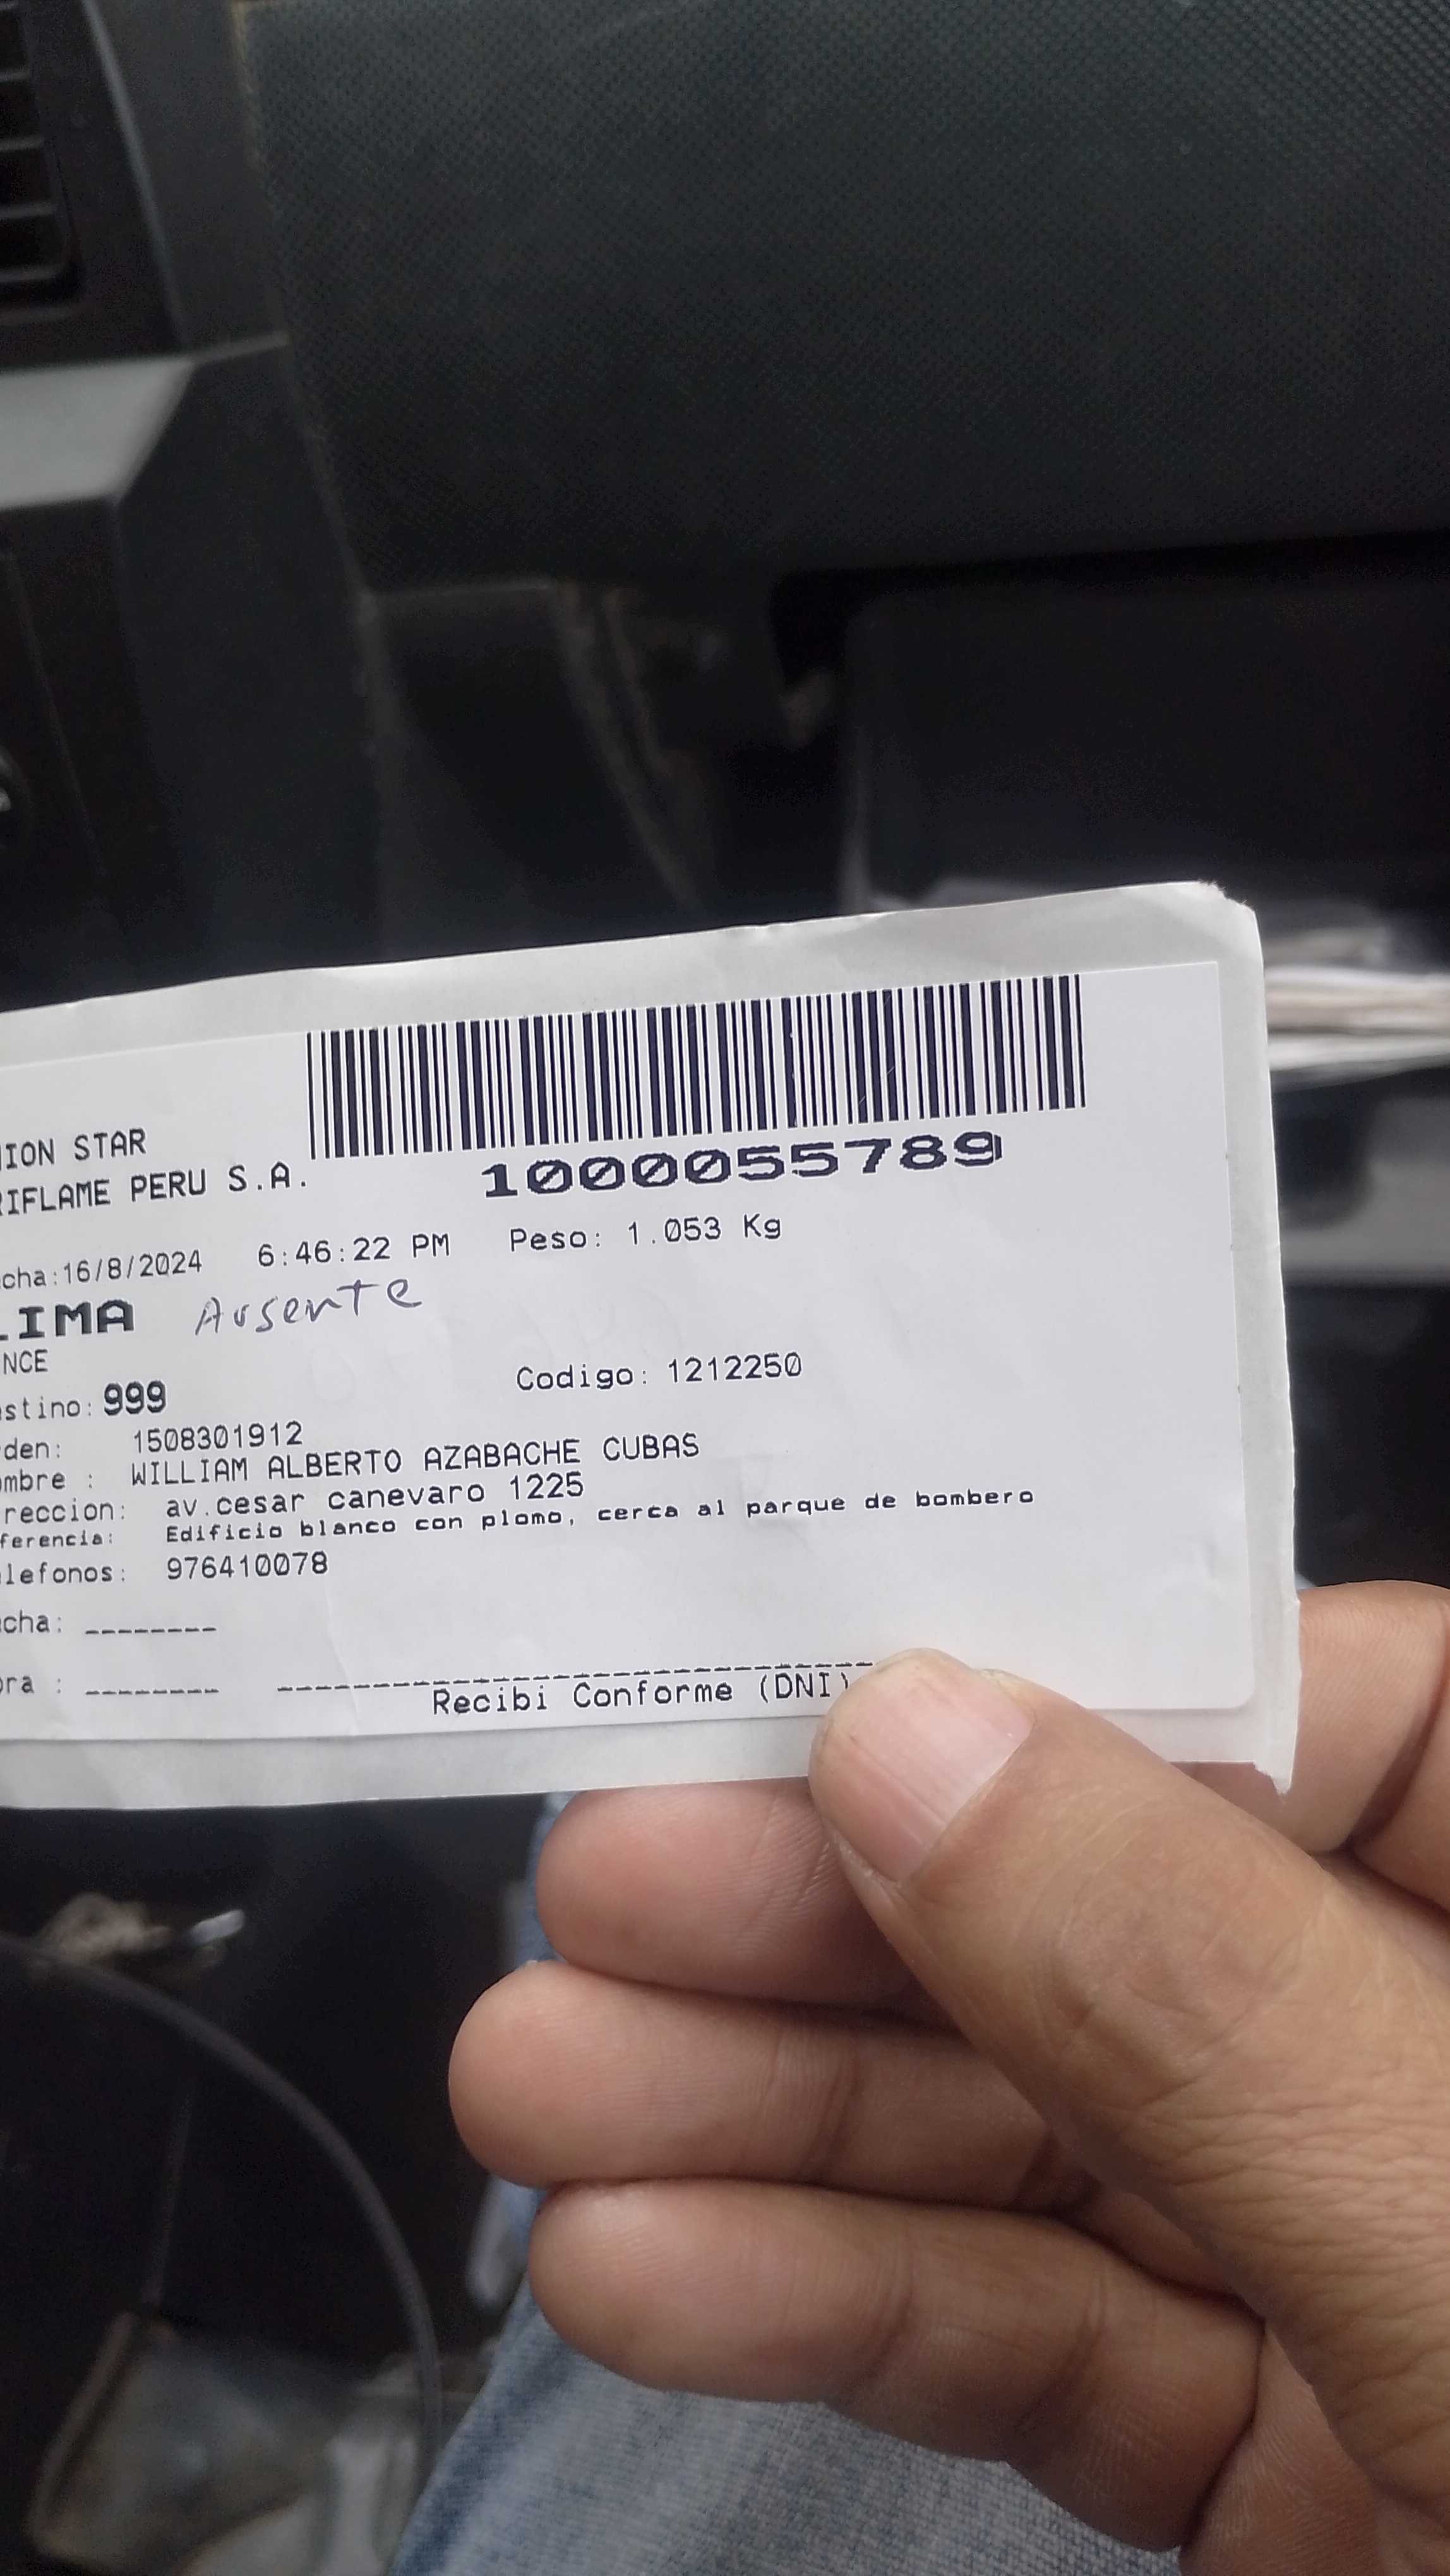 ION STAR
RIFLAME PERU S.A.
1000055789
cha:16/8/2024 6:46:22 PM Peso: 1.053 Kg
LIMA Ausente
NCE
stino: 999 Codigo: 1212250
den: 1508301912
mbre : WILLIAM ALBERTO AZABACHE CUBAS
reccion: av.cesar canevaro 1225
ferencia: Edificio blanco con plomo, cerca al parque de bombero
lefonos: 976410078
cha: --------
ora : -------- 
Recibi Conforme (DNI)